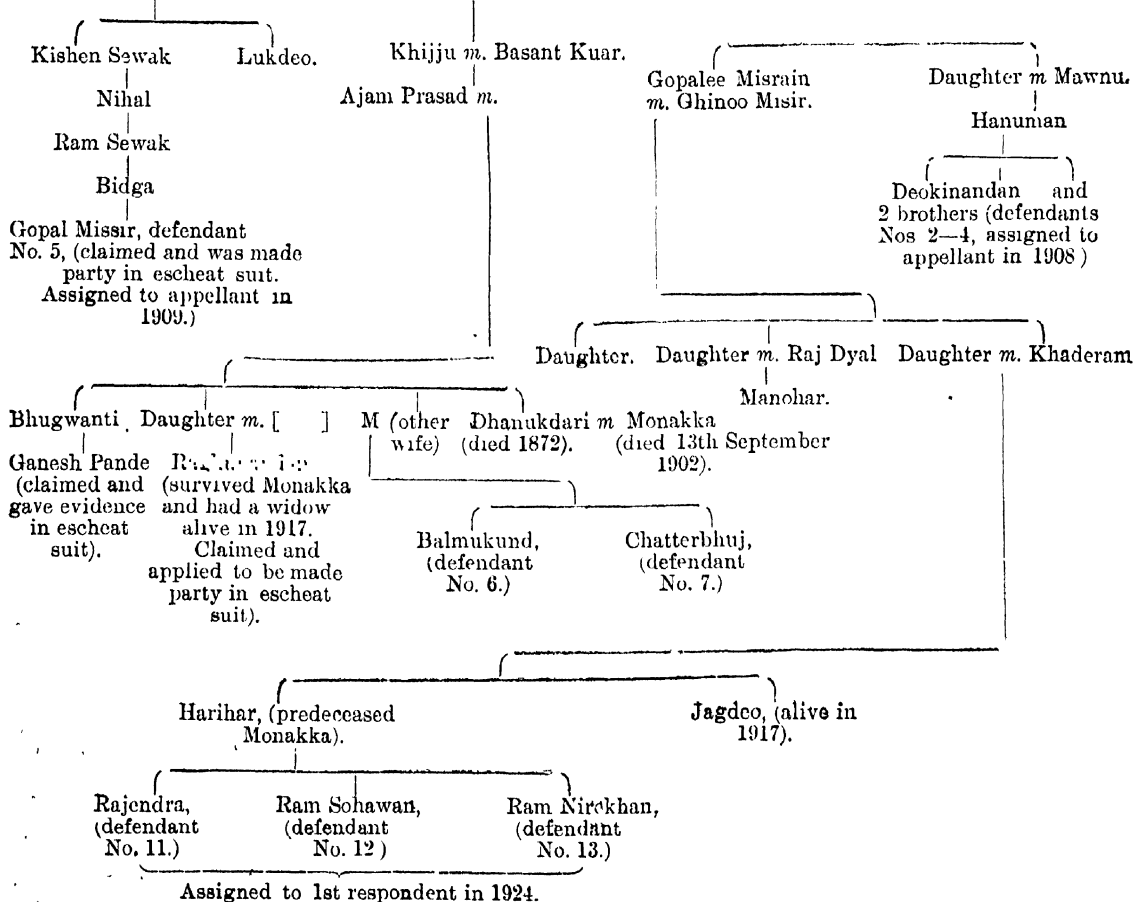 Kishen Sewak
Lukdeo.
Khijju m. Basant Kuar.
Gopalee Misrain
m. Ghinoo Misir.
Daughter m Mawnu.
Nihal
Ajam Prasad m.
Hanuman
Ram Sewak
Bidga
Deokinandan and
2 brothers (defendants
Nos 2—4, assigned to
appellant in 1908)
Gopal Missir, defendant
No. 5, (claimed and was made
party in escheat suit.
Assigned to appellant in
1909.)
Daughter.
Daughter m. Raj Dyal
Daughter m. Khaderam
Manohar.
Bhugwanti
Daughter m. [ ]
M (other
wife)
Dhanukdari m Monakka
(died 1872).
(died 13th September
1902).
Ganesh Pande
(claimed and
gave evidence
in escheat
suit).
(survived Monakka
and had a widow
alive in 1917.
Claimed and
applied to be made
party in escheat
suit).
Balmukund,
(defendant
No. 6.)
Chatterbhuj,
(defendant
No. 7.)
Harihar, (predeceased
Monakka).
Jagdeo, (alive in
1917).
Rajendra,
(defendant
No. 11.)
Ram Sohawan,
(defendant
No. 12)
Ram Nirekhan,
(defendant
No. 13.)
Assigned to 1st respondent in 1924.